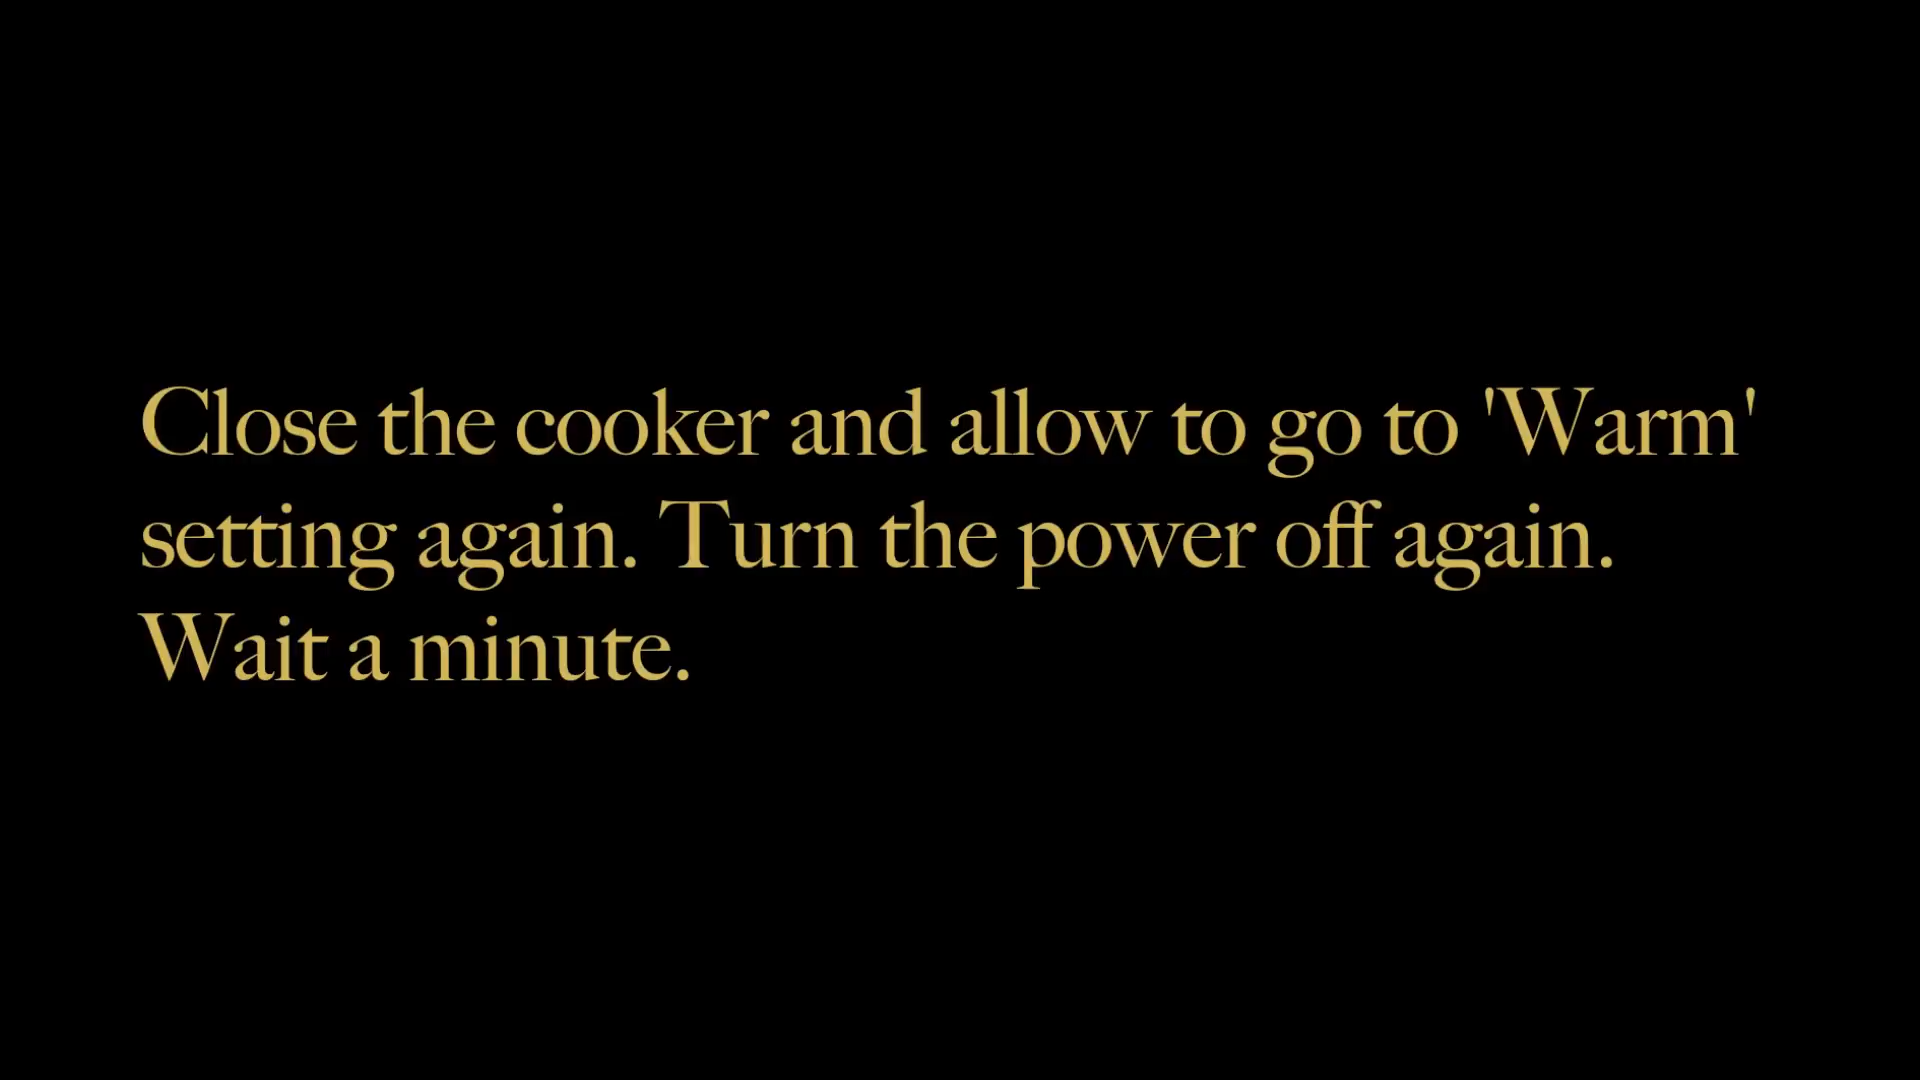 Close the cooker and allow to go to 'Warm'
setting again. Turn the power off again.
Wait a minute.